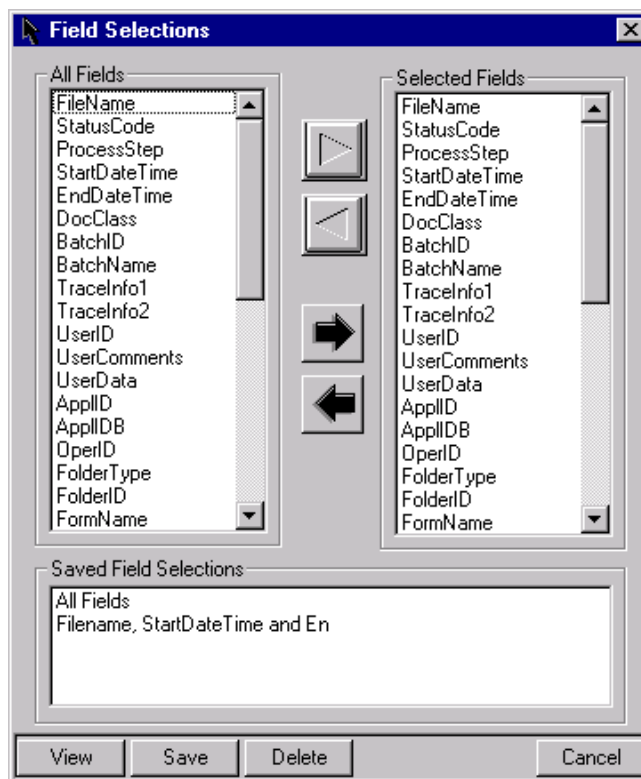 Field Selections
All Fields
FileName
StatusCode
ProcessStep
StartDateTime
EndDateTime
DocClass
BatchID
BatchName
TraceInfo1
TraceInfo2
UserID
UserComments
UserData
ApplID
ApplIDB
OperID
FolderType
FolderID
FormName
Selected Fields
FileName
StatusCode
ProcessStep
StartDateTime
EndDateTime
DocClass
BatchID
BatchName
TraceInfo1
TraceInfo2
UserID
UserComments
UserData
ApplID
ApplIDB
OperID
FolderType
FolderID
FormName
Saved Field Selections
All Fields
Filename, StartDateTime and En
View Save Delete Cancel